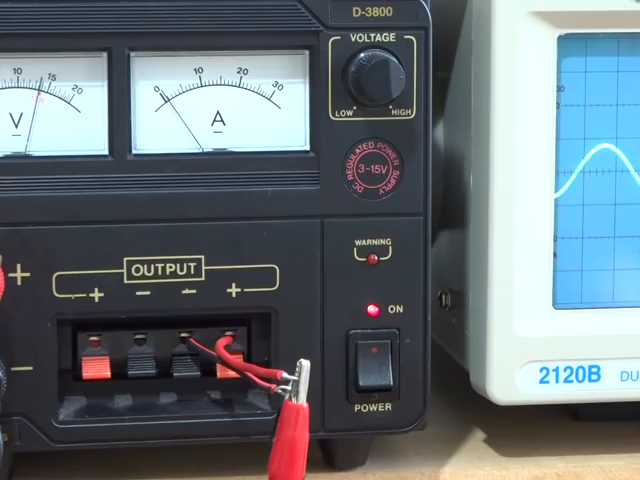 D-3800
VOLTAGE
LOW HIGH
10 15 20
V
0 10 20 30
A
DC REGULATED POWER SUPPLY
3-15V
WARNING
OUTPUT
+ − − +
+
−
ON
POWER
2120B